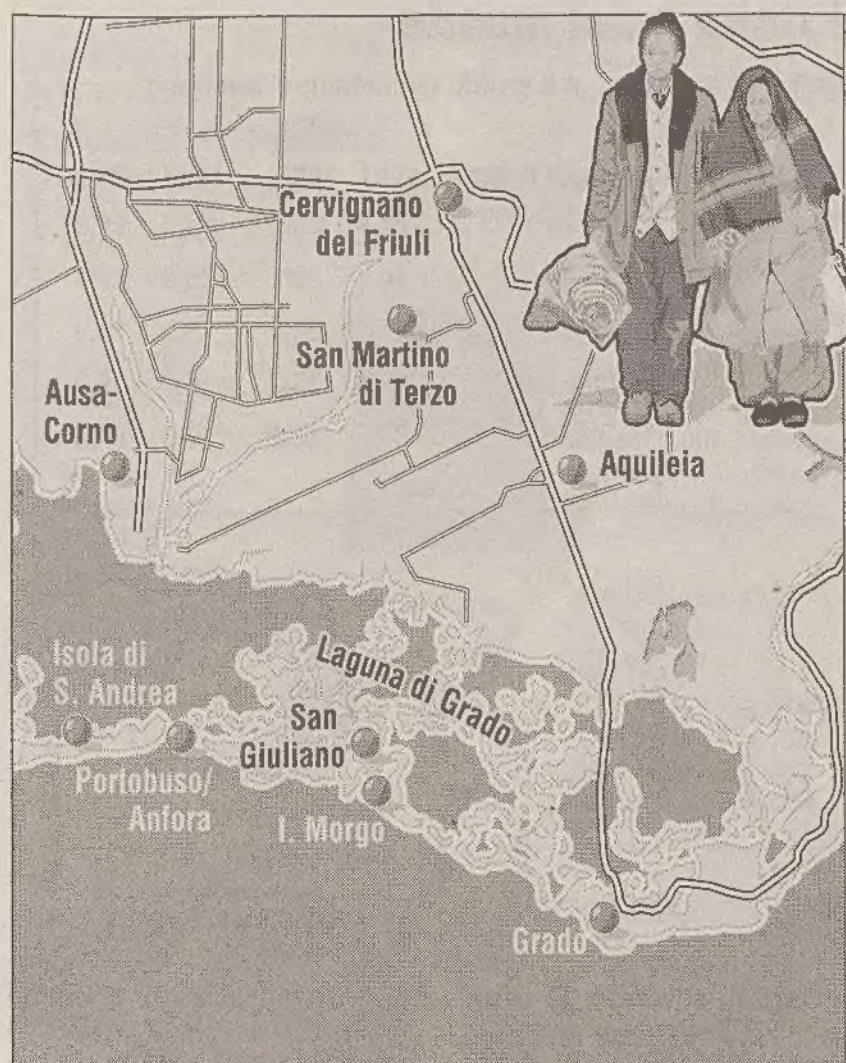 Cervignano
del Friuli
San Martino
di Terzo
Ausa-
Corno
Aquileia
Laguna di Grado
Isola di
S. Andrea
San
Giuliano
Portobuso/
Anfora
I. Morgo
Grado